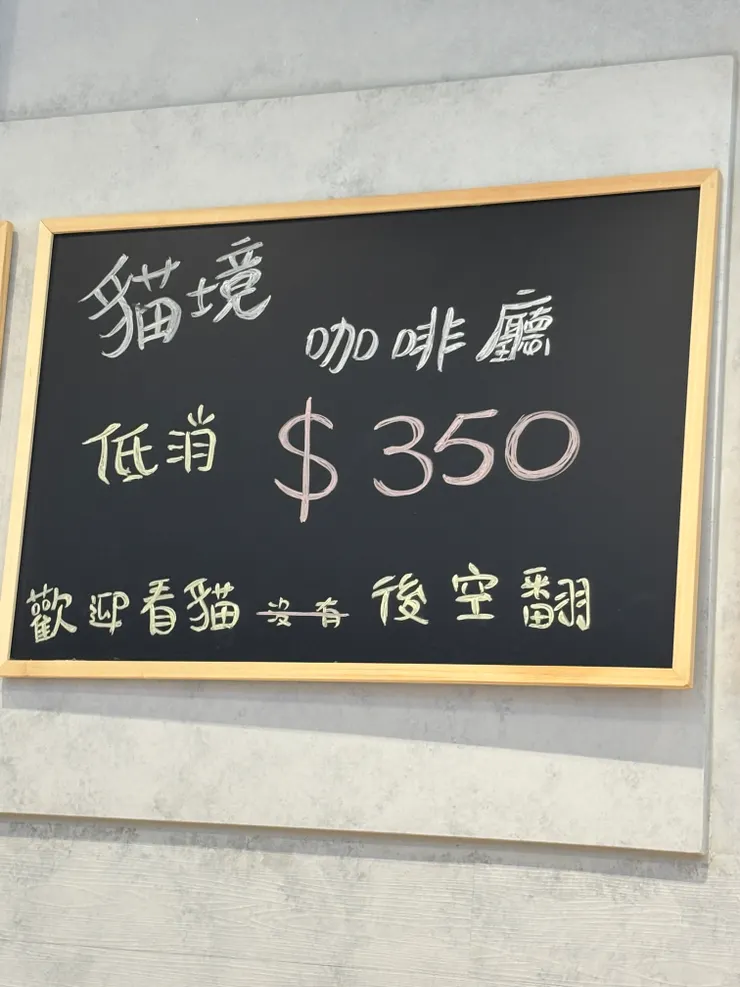 貓境 咖啡廳
低消 $350
歡迎看貓 沒有 後空翻